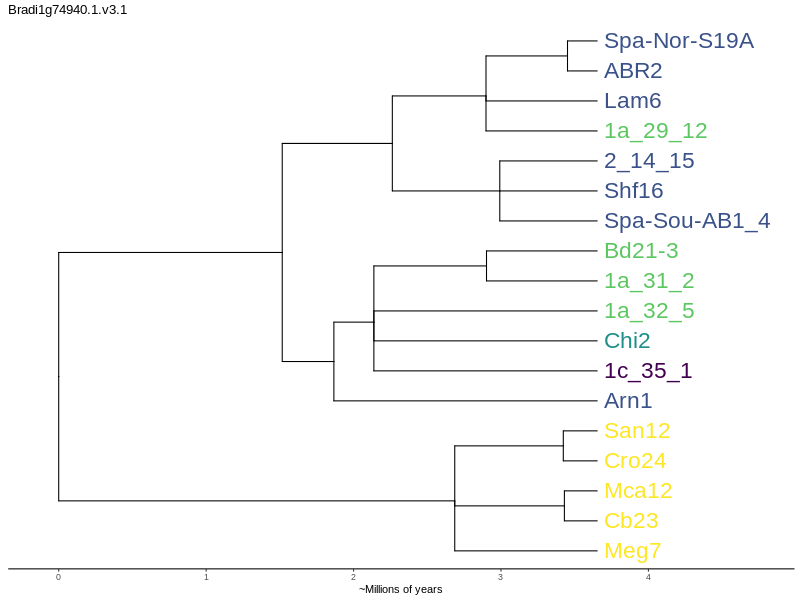 Bradi1g74940.1.v3.1
Spa-Nor-S19A
ABR2
Lam6
1a_29_12
2_14_15
Shf16
Spa-Sou-AB1_4
Bd21-3
1a_31_2
1a_32_5
Chi2
1c_35_1
Arn1
San12
Cro24
Mca12
Cb23
Meg7
0 1 2 3 4
~Millions of years